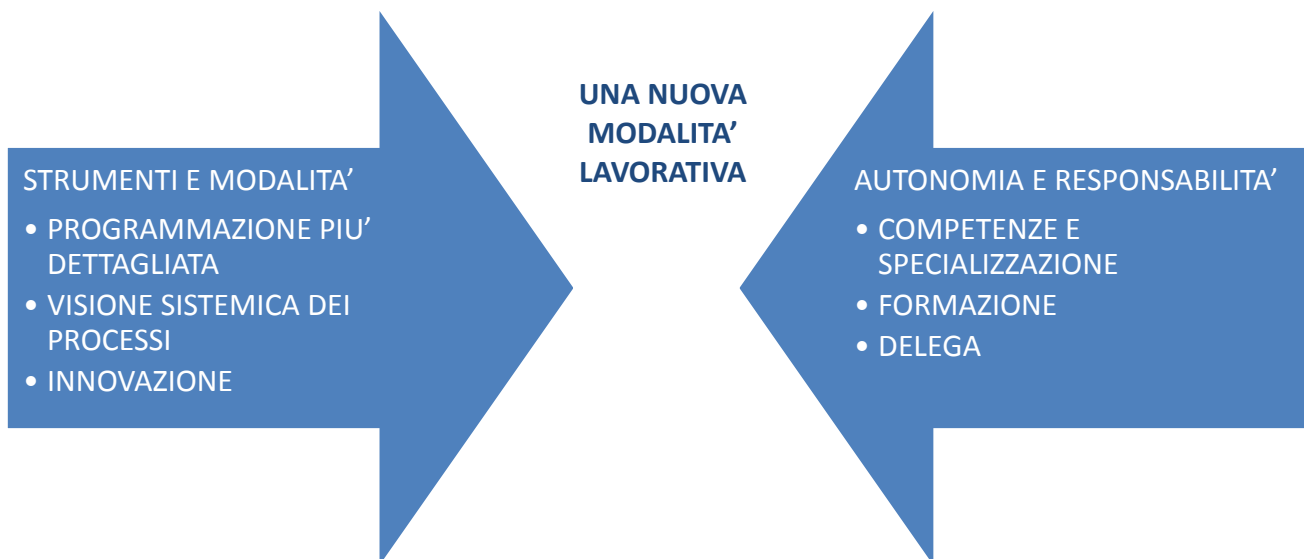 UNA NUOVA
MODALITA’
LAVORATIVA
STRUMENTI E MODALITA’
• PROGRAMMAZIONE PIU’
DETTAGLIATA
• VISIONE SISTEMICA DEI
PROCESSI
• INNOVAZIONE
AUTONOMIA E RESPONSABILITA’
• COMPETENZE E
SPECIALIZZAZIONE
• FORMAZIONE
• DELEGA